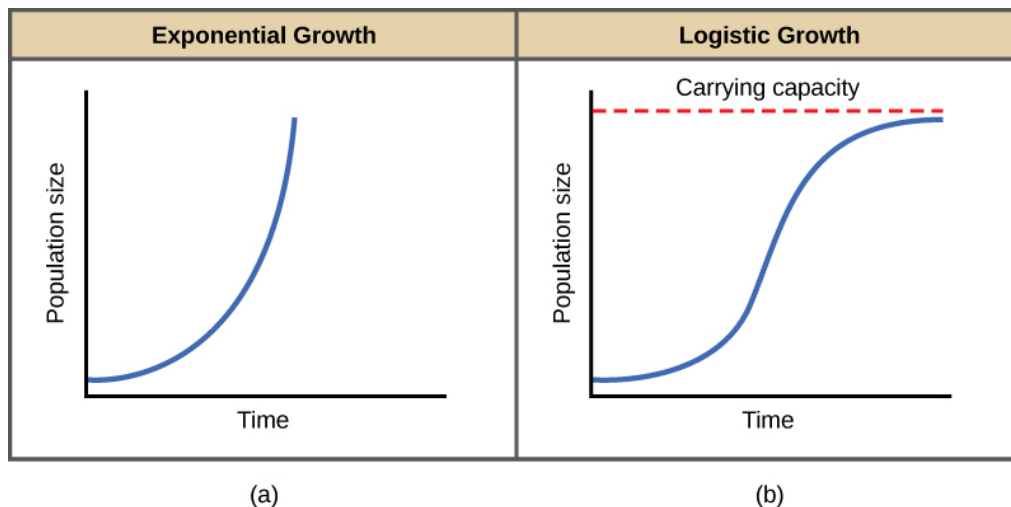 Exponential Growth
Logistic Growth
Population size
Time
Carrying capacity
Population size
Time
(a)
(b)